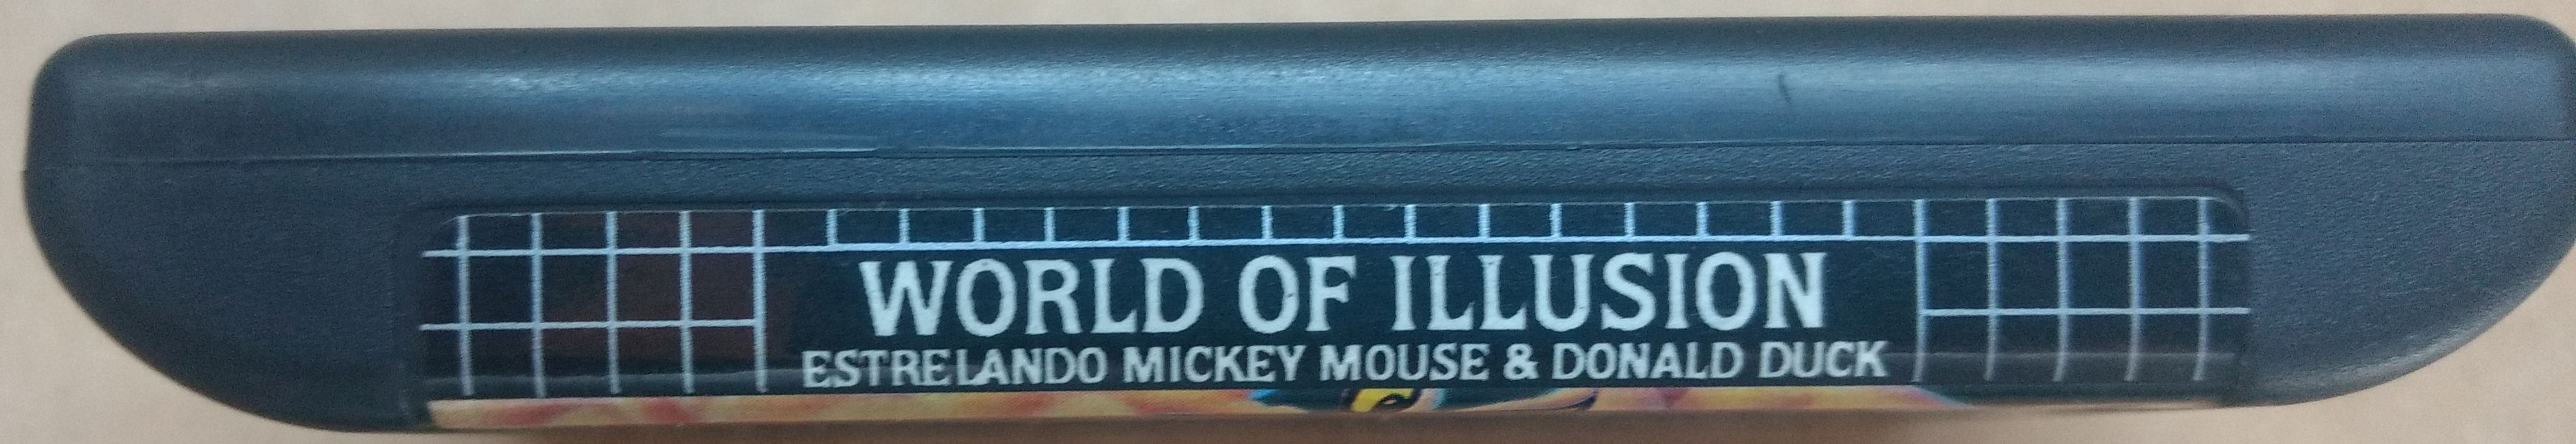 WORLD OF ILLUSION
ESTRELANDO MICKEY MOUSE & DONALD DUCK